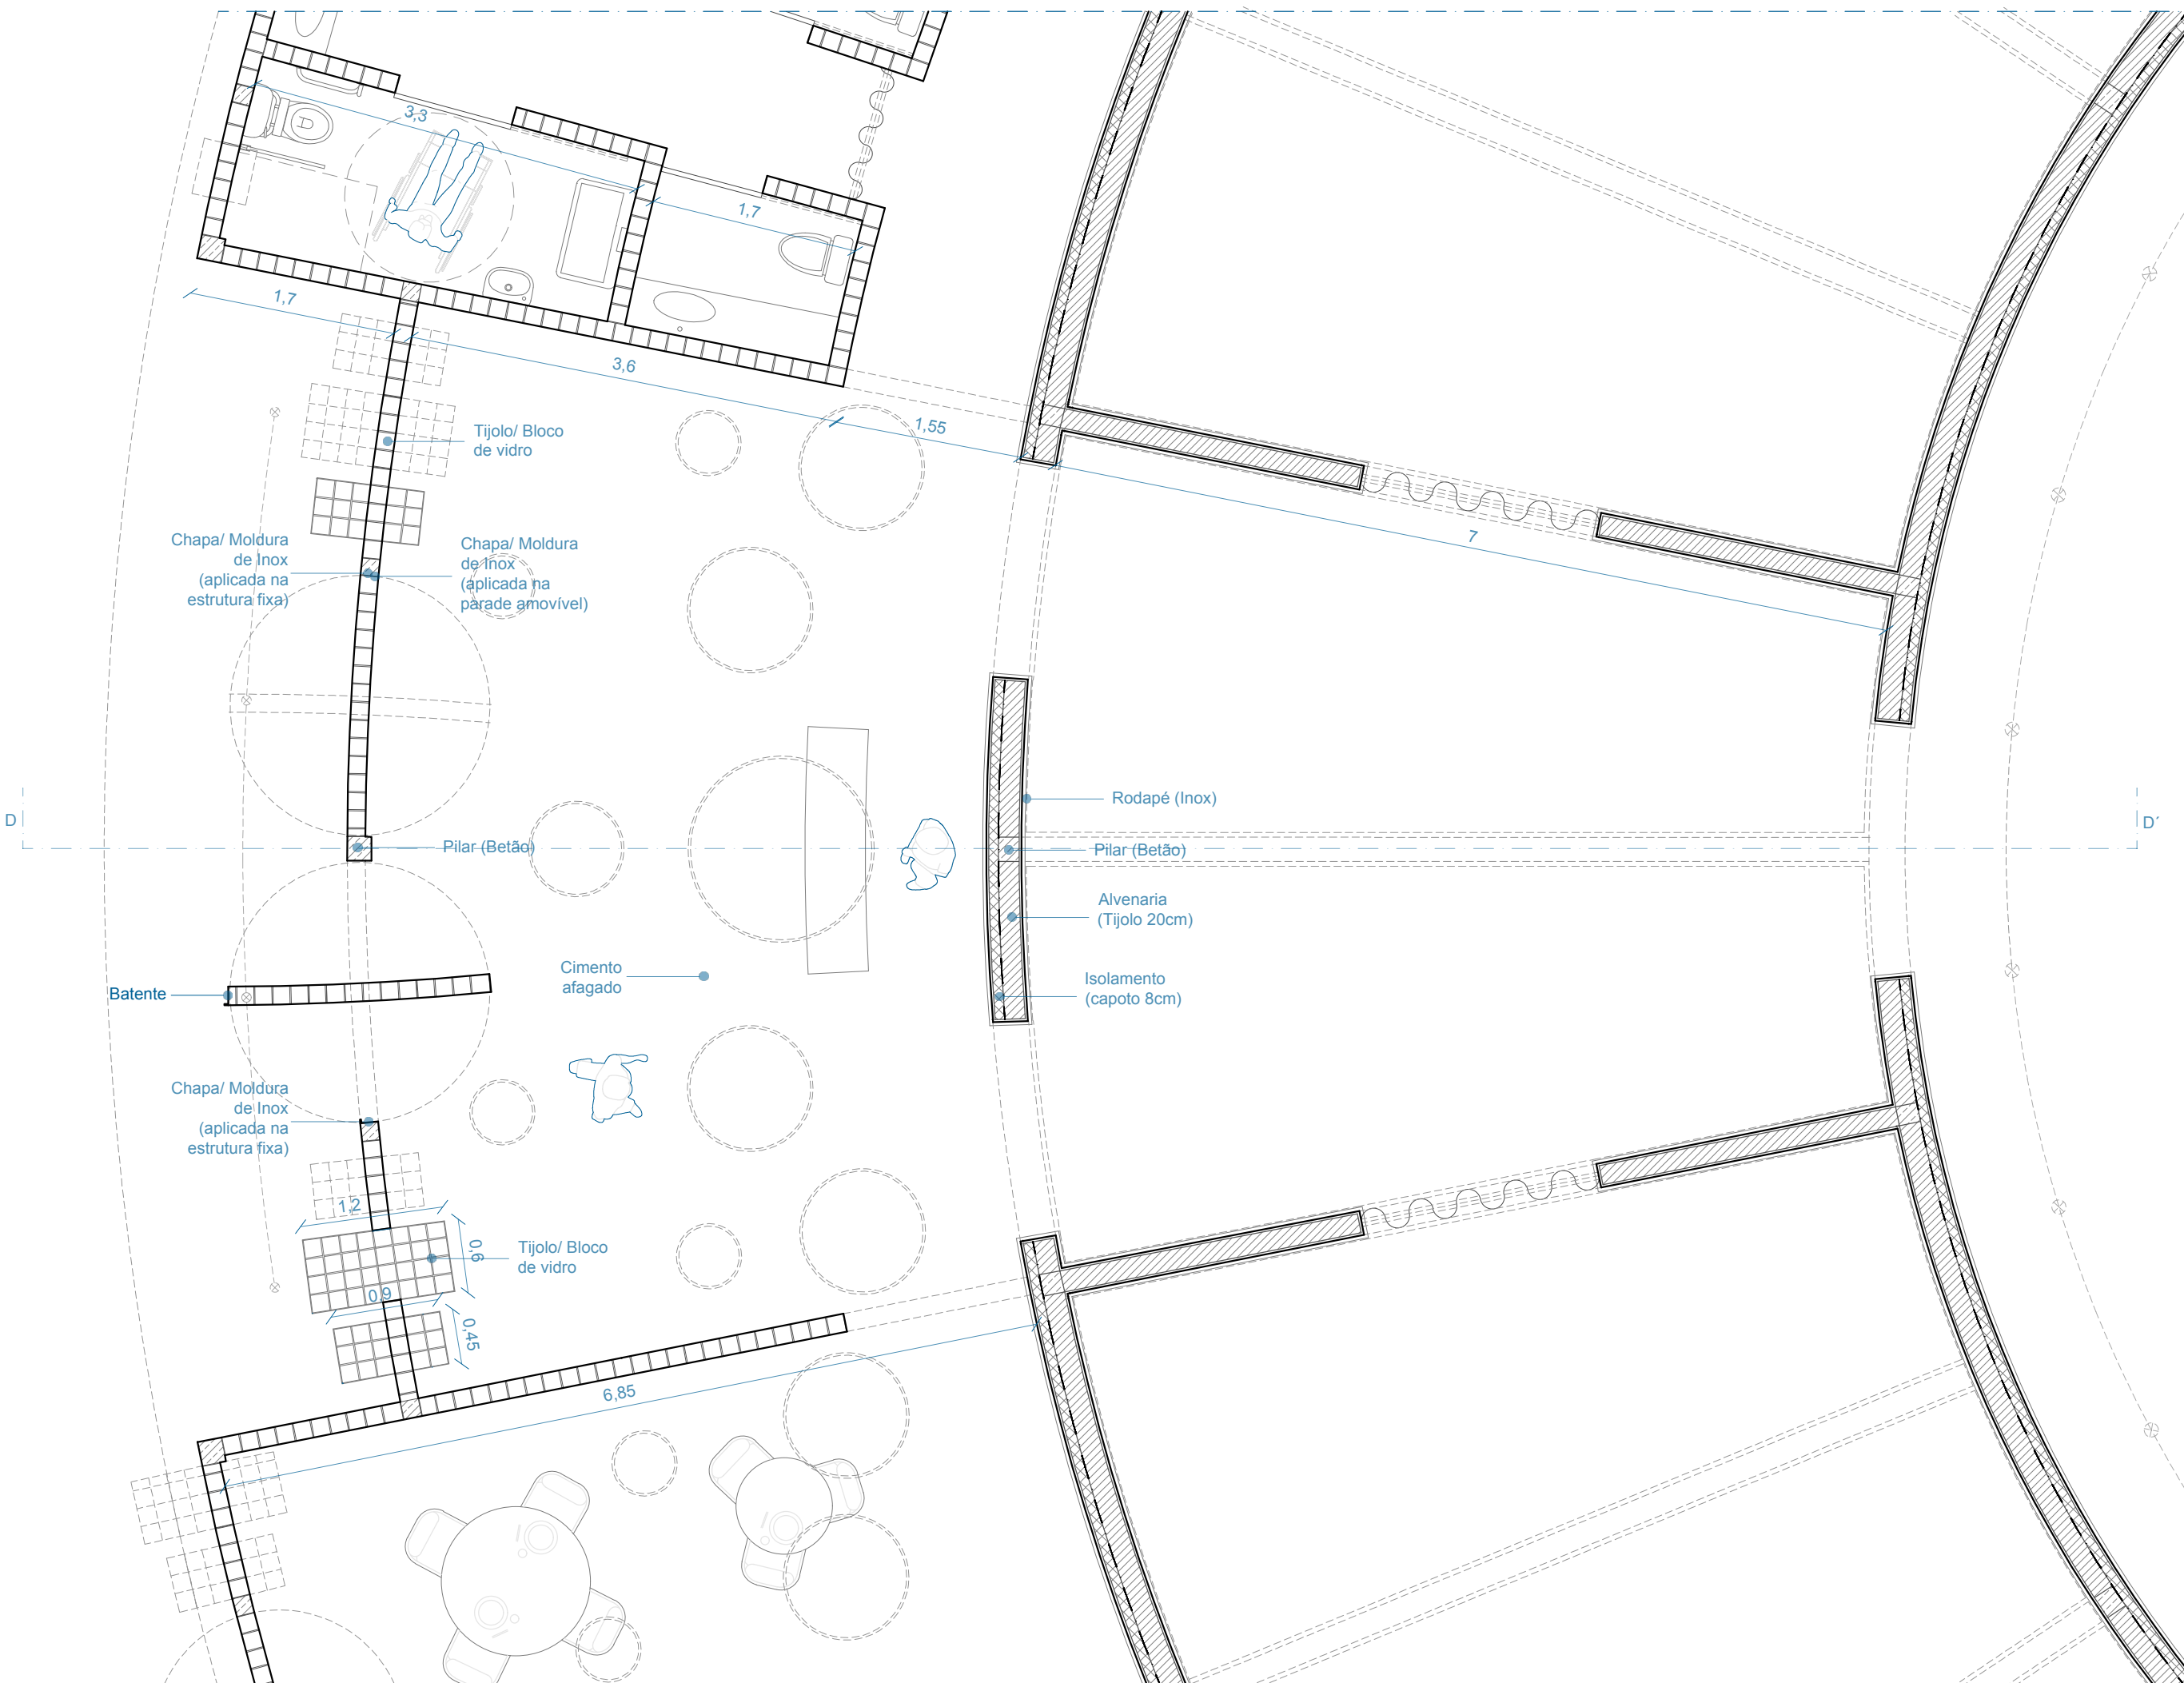 3,3
1,7
1,7
3,6
1,55
7
Tijolo/ Bloco
de vidro
Chapa/ Moldura
de Inox
(aplicada na
estrutura fixa)
Chapa/ Moldura
de Inox
(aplicada na
parade amovível)
Rodapé (Inox)
D
D´
Pilar (Betão)
Pilar (Betão)
Alvenaria
(Tijolo 20cm)
Cimento
afagado
Isolamento
(capoto 8cm)
Batente
Chapa/ Moldura
de Inox
(aplicada na
estrutura fixa)
1,2
0,6
Tijolo/ Bloco
de vidro
0,9
0,45
6,85